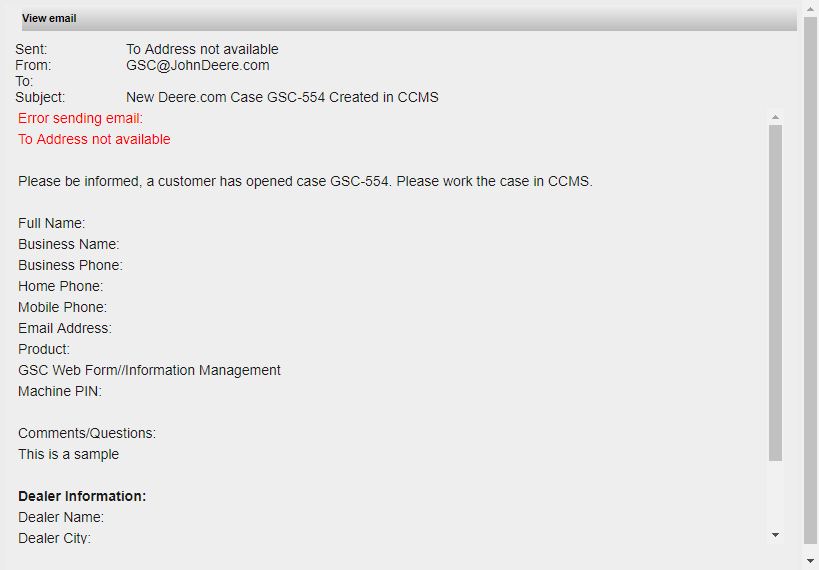 View email
Sent: To Address not available
From: GSC@JohnDeere.com
To:
Subject: New Deere.com Case GSC-554 Created in CCMS
Error sending email:
To Address not available
Please be informed, a customer has opened case GSC-554. Please work the case in CCMS.
Full Name:
Business Name:
Business Phone:
Home Phone:
Mobile Phone:
Email Address:
Product:
GSC Web Form//Information Management
Machine PIN:
Comments/Questions:
This is a sample
Dealer Information:
Dealer Name:
Dealer City: